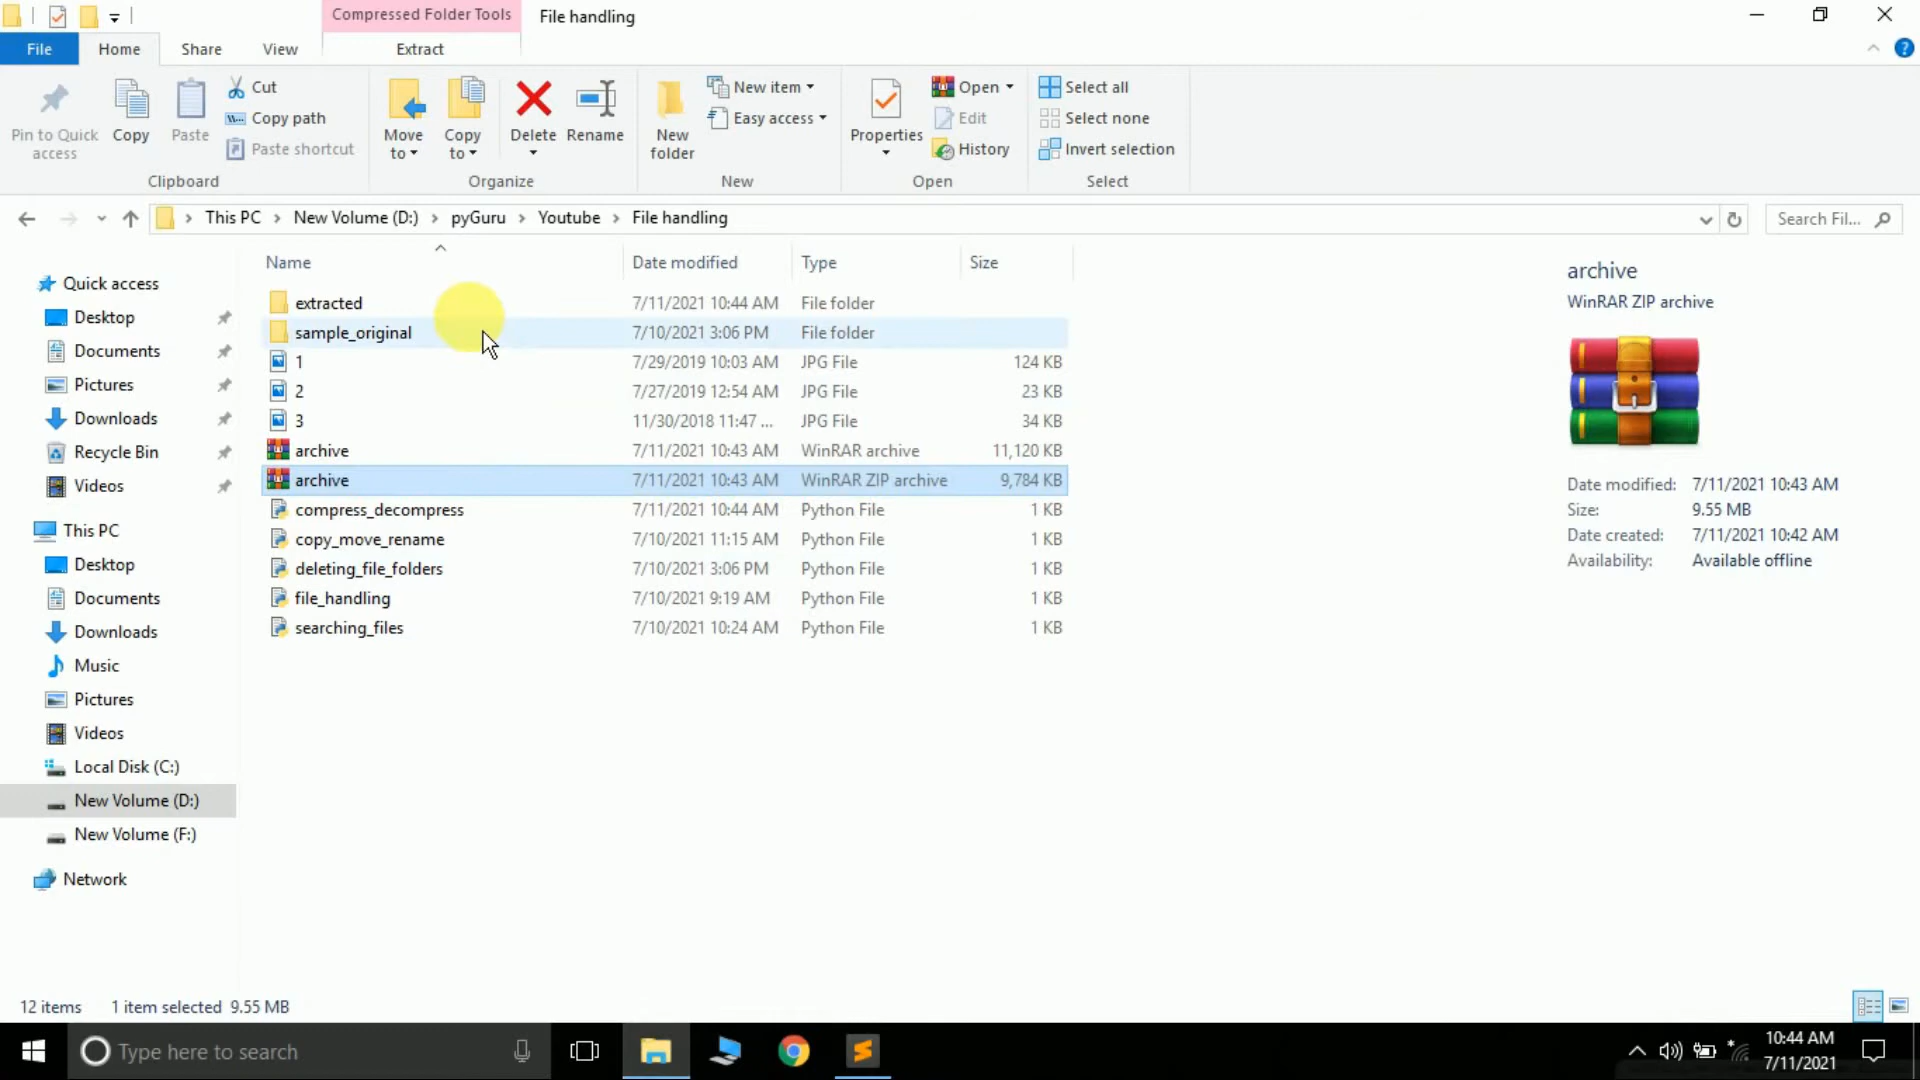 Compressed Folder Tools
File handling
File
Home
Share
View
Extract
Pin to Quick access
Copy
Paste
Cut
Copy path
Paste shortcut
Clipboard
Move to
Copy to
Delete
Rename
Organize
New folder
New item
Easy access
New
Properties
Open
Edit
History
Open
Select all
Select none
Invert selection
Select
This PC > New Volume (D:) > pyGuru > Youtube > File handling
Search Fil...
Name Date modified Type Size
extracted 7/11/2021 10:44 AM File folder
sample_original 7/10/2021 3:06 PM File folder
1 7/29/2019 10:03 AM JPG File 124 KB
2 7/27/2019 12:54 AM JPG File 23 KB
3 11/30/2018 11:47 ... JPG File 34 KB
archive 7/11/2021 10:43 AM WinRAR archive 11,120 KB
archive 7/11/2021 10:43 AM WinRAR ZIP archive 9,784 KB
compress_decompress 7/11/2021 10:44 AM Python File 1 KB
copy_move_rename 7/10/2021 11:15 AM Python File 1 KB
deleting_file_folders 7/10/2021 3:06 PM Python File 1 KB
file_handling 7/10/2021 9:19 AM Python File 1 KB
searching_files 7/10/2021 10:24 AM Python File 1 KB
Quick access
Desktop
Documents
Pictures
Downloads
Recycle Bin
Videos
This PC
Desktop
Documents
Downloads
Music
Pictures
Videos
Local Disk (C:)
New Volume (D:)
New Volume (F:)
Network
archive
WinRAR ZIP archive
Date modified: 7/11/2021 10:43 AM
Size: 9.55 MB
Date created: 7/11/2021 10:42 AM
Availability: Available offline
12 items 1 item selected 9.55 MB
Type here to search
10:44 AM
7/11/2021